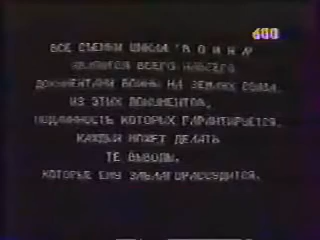 ВСЕ СЪЕМКИ ЦИКЛА "ВОЙНА"
ЯВЛЯЮТСЯ ВСЕГО НАВСЕГО
ДОКУМЕНТАМИ ВОЙНЫ НА ЗЕМЛЯХ
ИЗ ЭТИХ ДОКУМЕНТОВ,
ПОДЛИННОСТЬ КОТОРЫХ ГАРАНТИРУЕТСЯ,
КАЖДЫЙ МОЖЕТ ДЕЛАТЬ
ТЕ ВЫВОДЫ,
КОТОРЫЕ ЕМУ ЗАБЛАГОРАССУДИТСЯ.